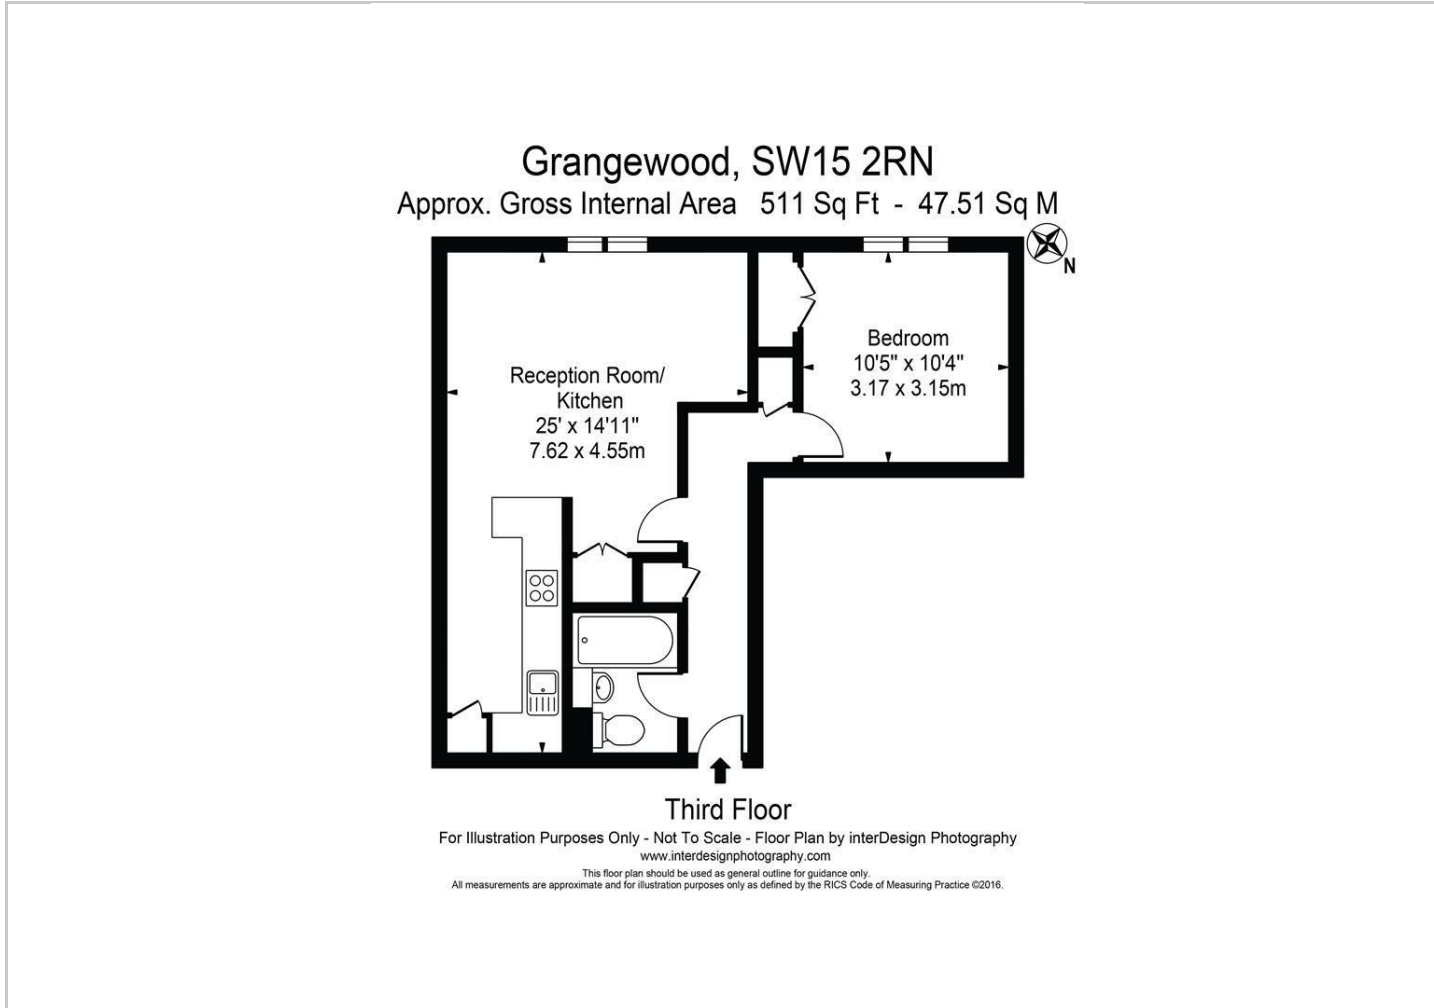 Grangewood, SW15 2RN
Approx. Gross Internal Area 511 Sq Ft - 47.51 Sq M
N
Bedroom
10'5" x 10'4"
3.17 x 3.15m
Reception Room/
Kitchen
25' x 14'11"
7.62 x 4.55m
Third Floor
For Illustration Purposes Only - Not To Scale - Floor Plan by interDesign Photography
www.interdesignphotography.com
This floor plan should be used as general outline for guidance only.
All measurements are approximate and for illustration purposes only as defined by the RICS Code of Measuring Practice ©2016.